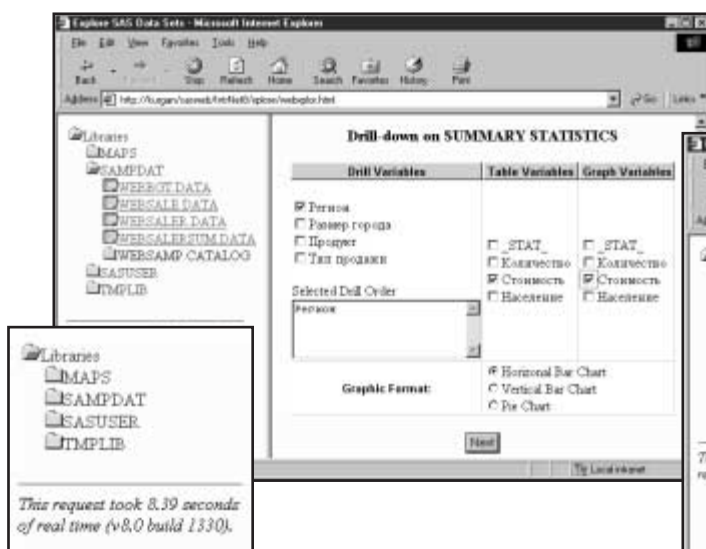 Explore SAS Data Sets - Microsoft Internet Explorer
File Edit View Favorites Tools Help
Back Stop Refresh Home Search Favorites History Print
Address Go Links
Libraries
MAPS
SAMPDAT
WEBBOT DATA
WEBSALE DATA
WEBSALER DATA
WEBSALERSUM DATA
WEBSAMP CATALOG
SASUSER
TMPLIB
Drill-down on SUMMARY STATISTICS
Drill Variables Table Variables Graph Variables
Регион
Размер города
Продукт
Тип продажи
_STAT_ _STAT_
Количество Количество
Стоимость Стоимость
Население Население
Selected Drill Order
Регион
Graphic Format:
Horizonal Bar Chart
Vertical Bar Chart
Pie Chart
Next
Local intranet
Libraries
MAPS
SAMPDAT
SASUSER
TMPLIB
This request took 8.39 seconds
of real time (v8.0 build 1330).